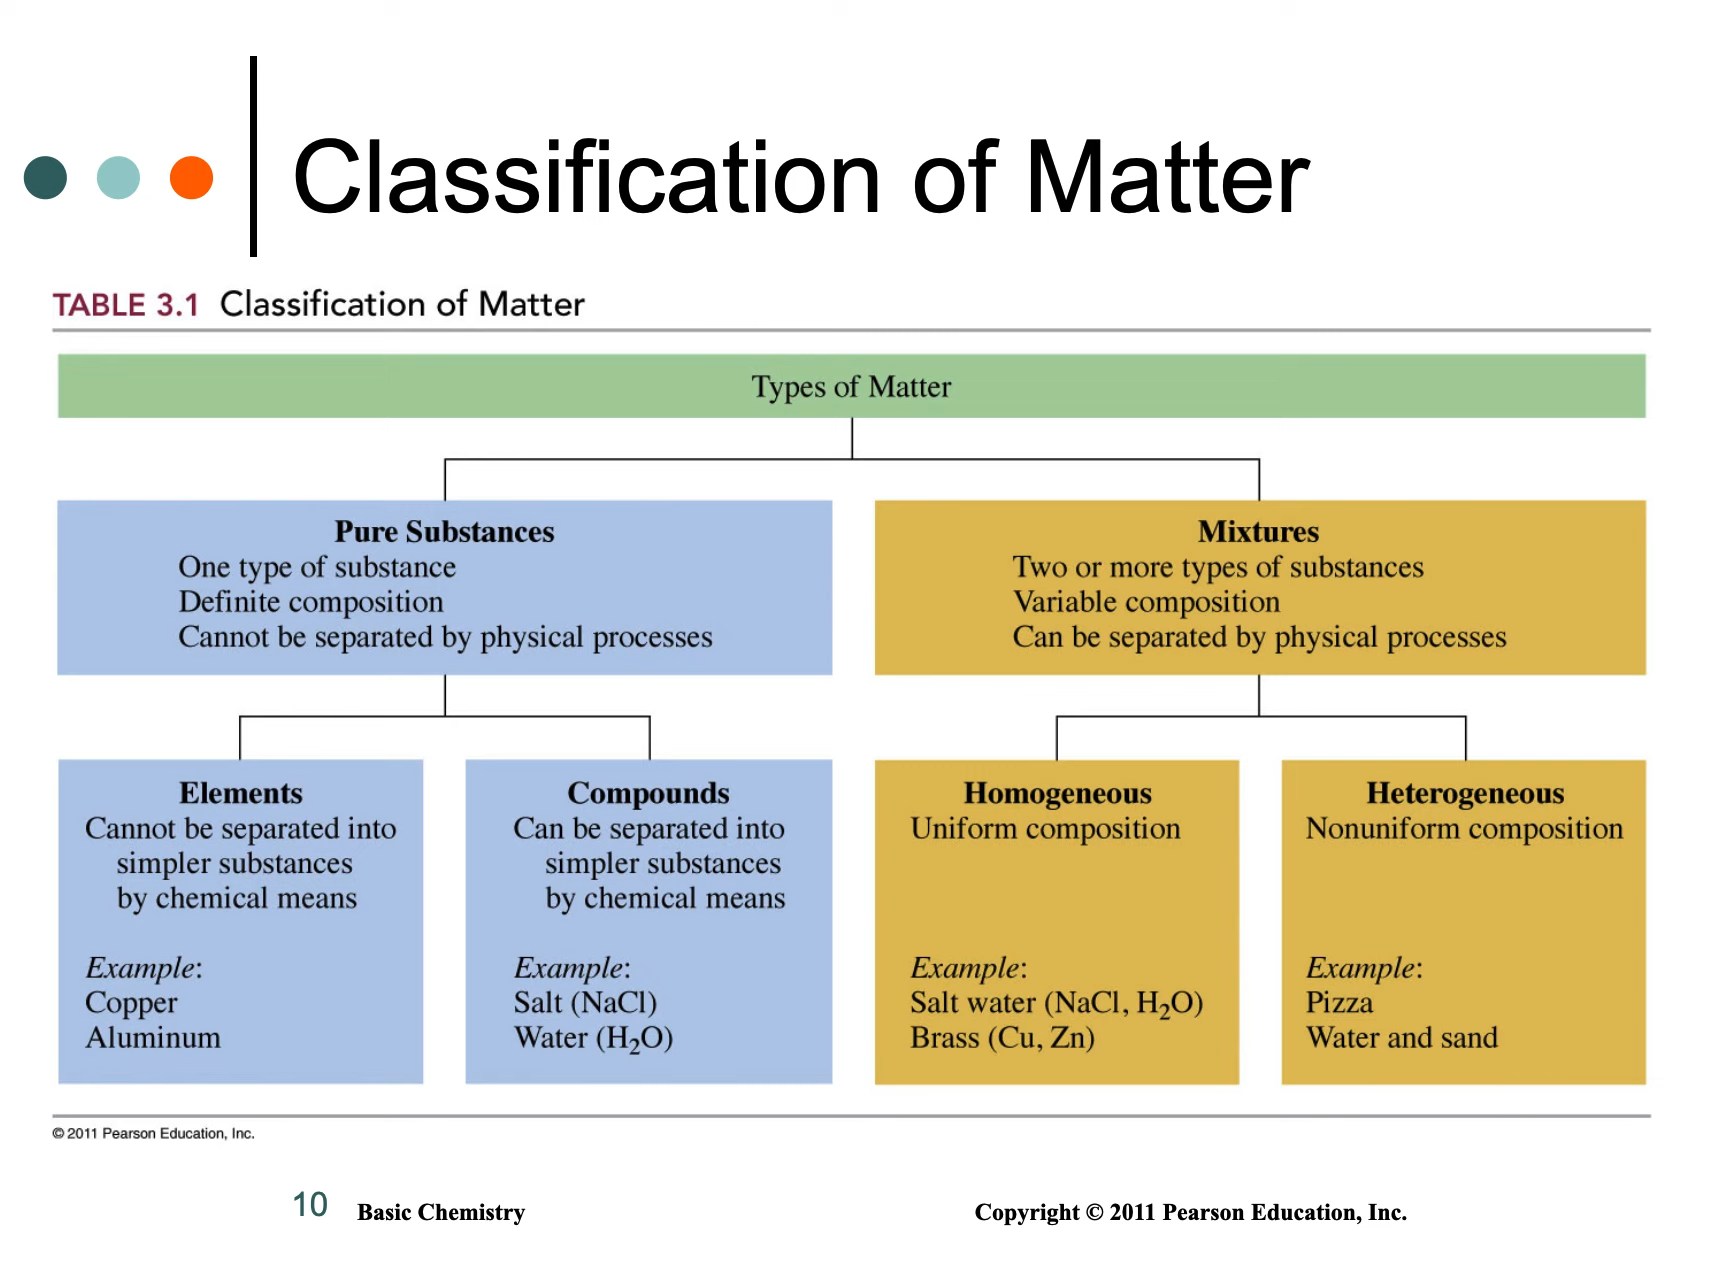 Classification of Matter
TABLE 3.1 Classification of Matter
Types of Matter
Pure Substances
One type of substance
Definite composition
Cannot be separated by physical processes
Mixtures
Two or more types of substances
Variable composition
Can be separated by physical processes
Elements
Cannot be separated into
simpler substances
by chemical means
Example:
Copper
Aluminum
Compounds
Can be separated into
simpler substances
by chemical means
Example:
Salt (NaCl)
Water (H₂O)
Homogeneous
Uniform composition
Example:
Salt water (NaCl, H₂O)
Brass (Cu, Zn)
Heterogeneous
Nonuniform composition
Example:
Pizza
Water and sand
© 2011 Pearson Education, Inc.
10 Basic Chemistry
Copyright © 2011 Pearson Education, Inc.